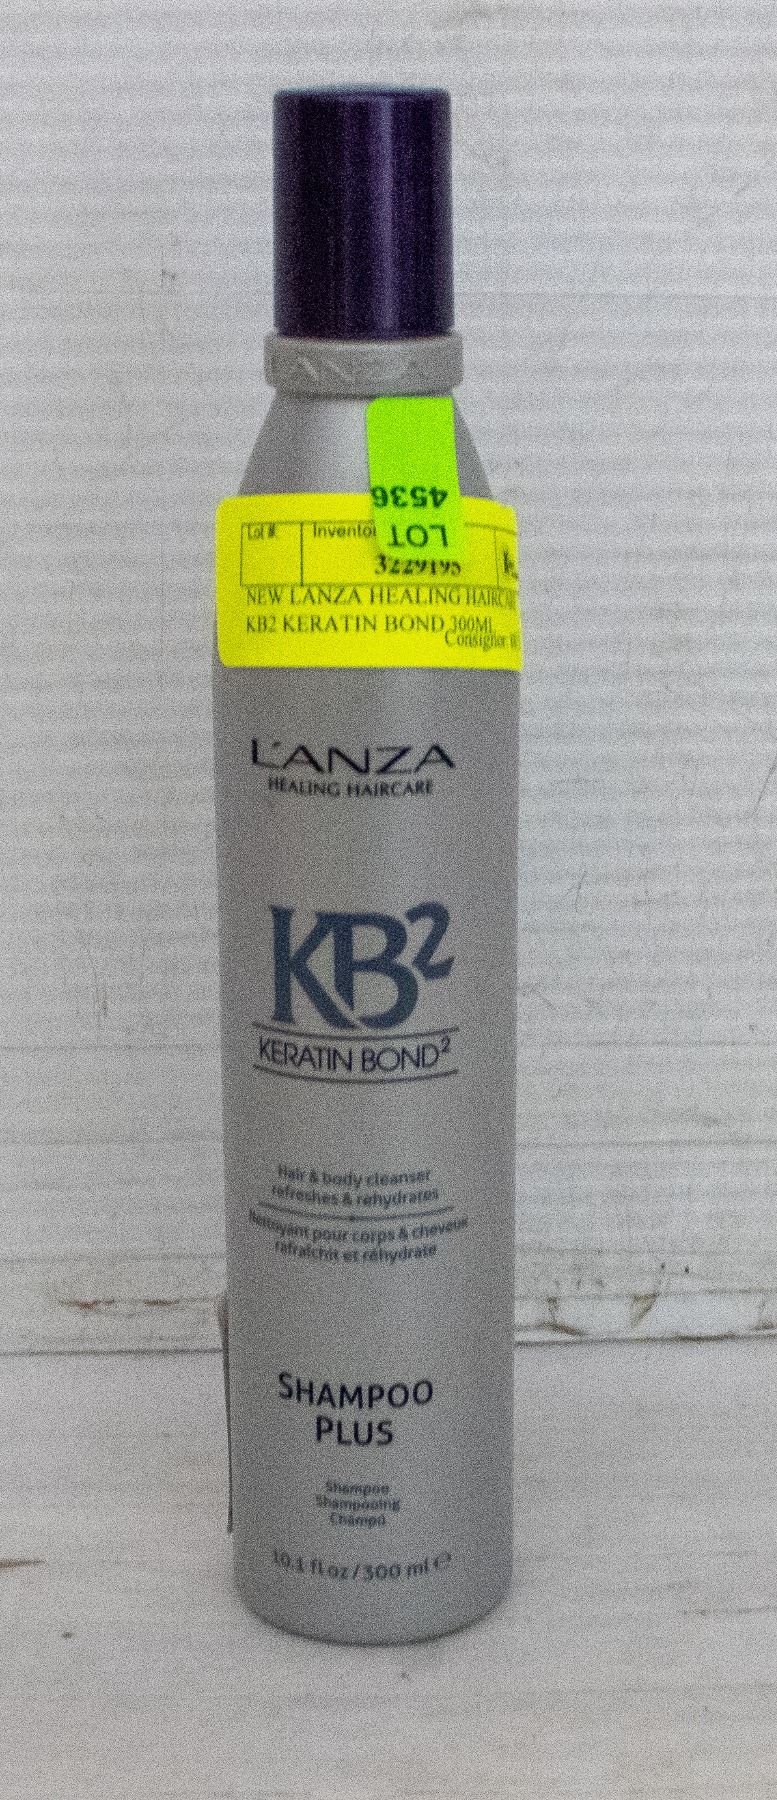 LANZA
4536
LOT
Lot #:
Inventor
3229195
NEW LANZA HEALING HAIRCA
KB2 KERATIN BOND 300ML
Consignor
L'ANZA
HEALING HAIRCARE
KB2
KERATIN BOND2
Hair & body cleanser
refreshes & rehydrates
Nettoyant pour corps & cheveux
rafraîchit et réhydrate
SHAMPOO
PLUS
Shampoo
Shampooing
Champú
10.1 fl oz / 300 ml ℮